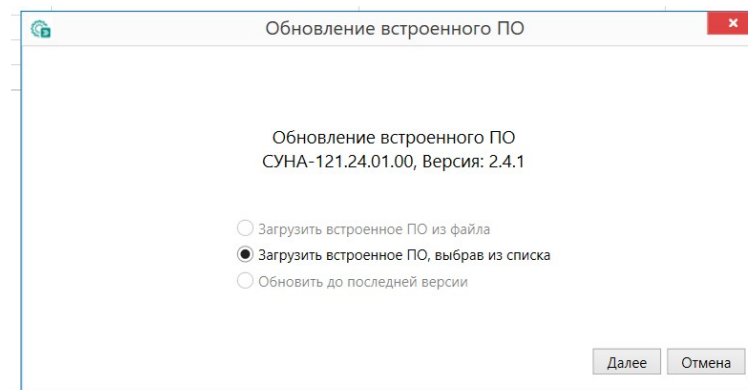 Обновление встроенного ПО
Обновление встроенного ПО
СУНА-121.24.01.00, Версия: 2.4.1
Загрузить встроенное ПО из файла
Загрузить встроенное ПО, выбрав из списка
Обновить до последней версии
Далее Отмена